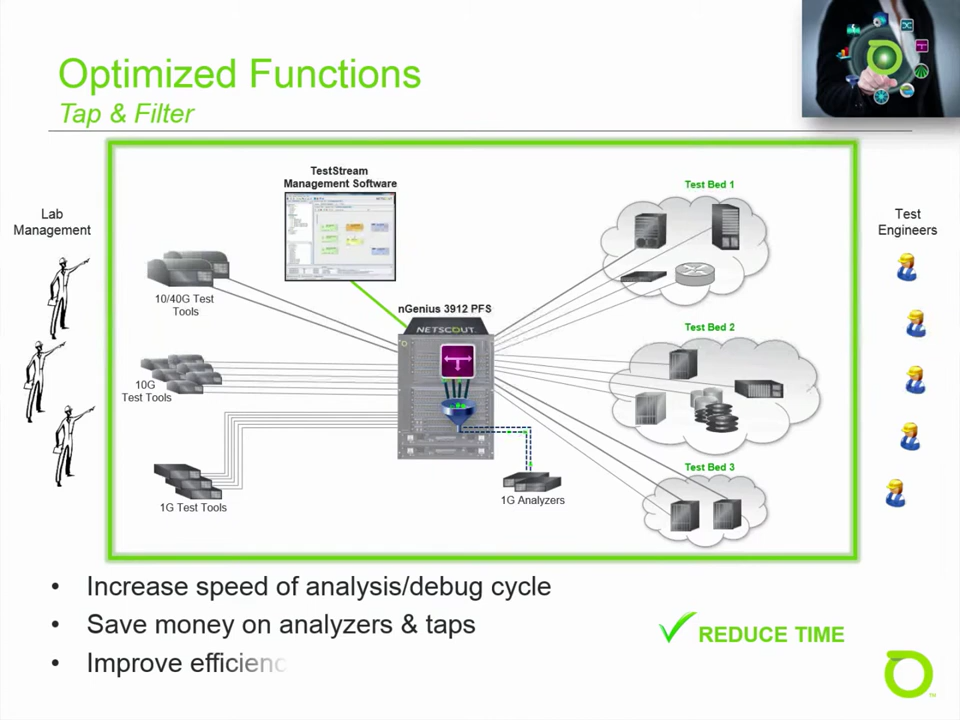 Optimized Functions
Tap & Filter
TestStream
Management Software
Test Bed 1
Lab
Management
Test
Engineers
10/40G Test
Tools
nGenius 3912 PFS
NETSCOUT.
Test Bed 2
10G
Test Tools
Test Bed 3
1G Test Tools
1G Analyzers
• Increase speed of analysis/debug cycle
• Save money on analyzers & taps
• Improve efficienc
REDUCE TIME